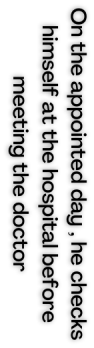 On the appointed day , he checks
himself at the hospital before
meeting the doctor